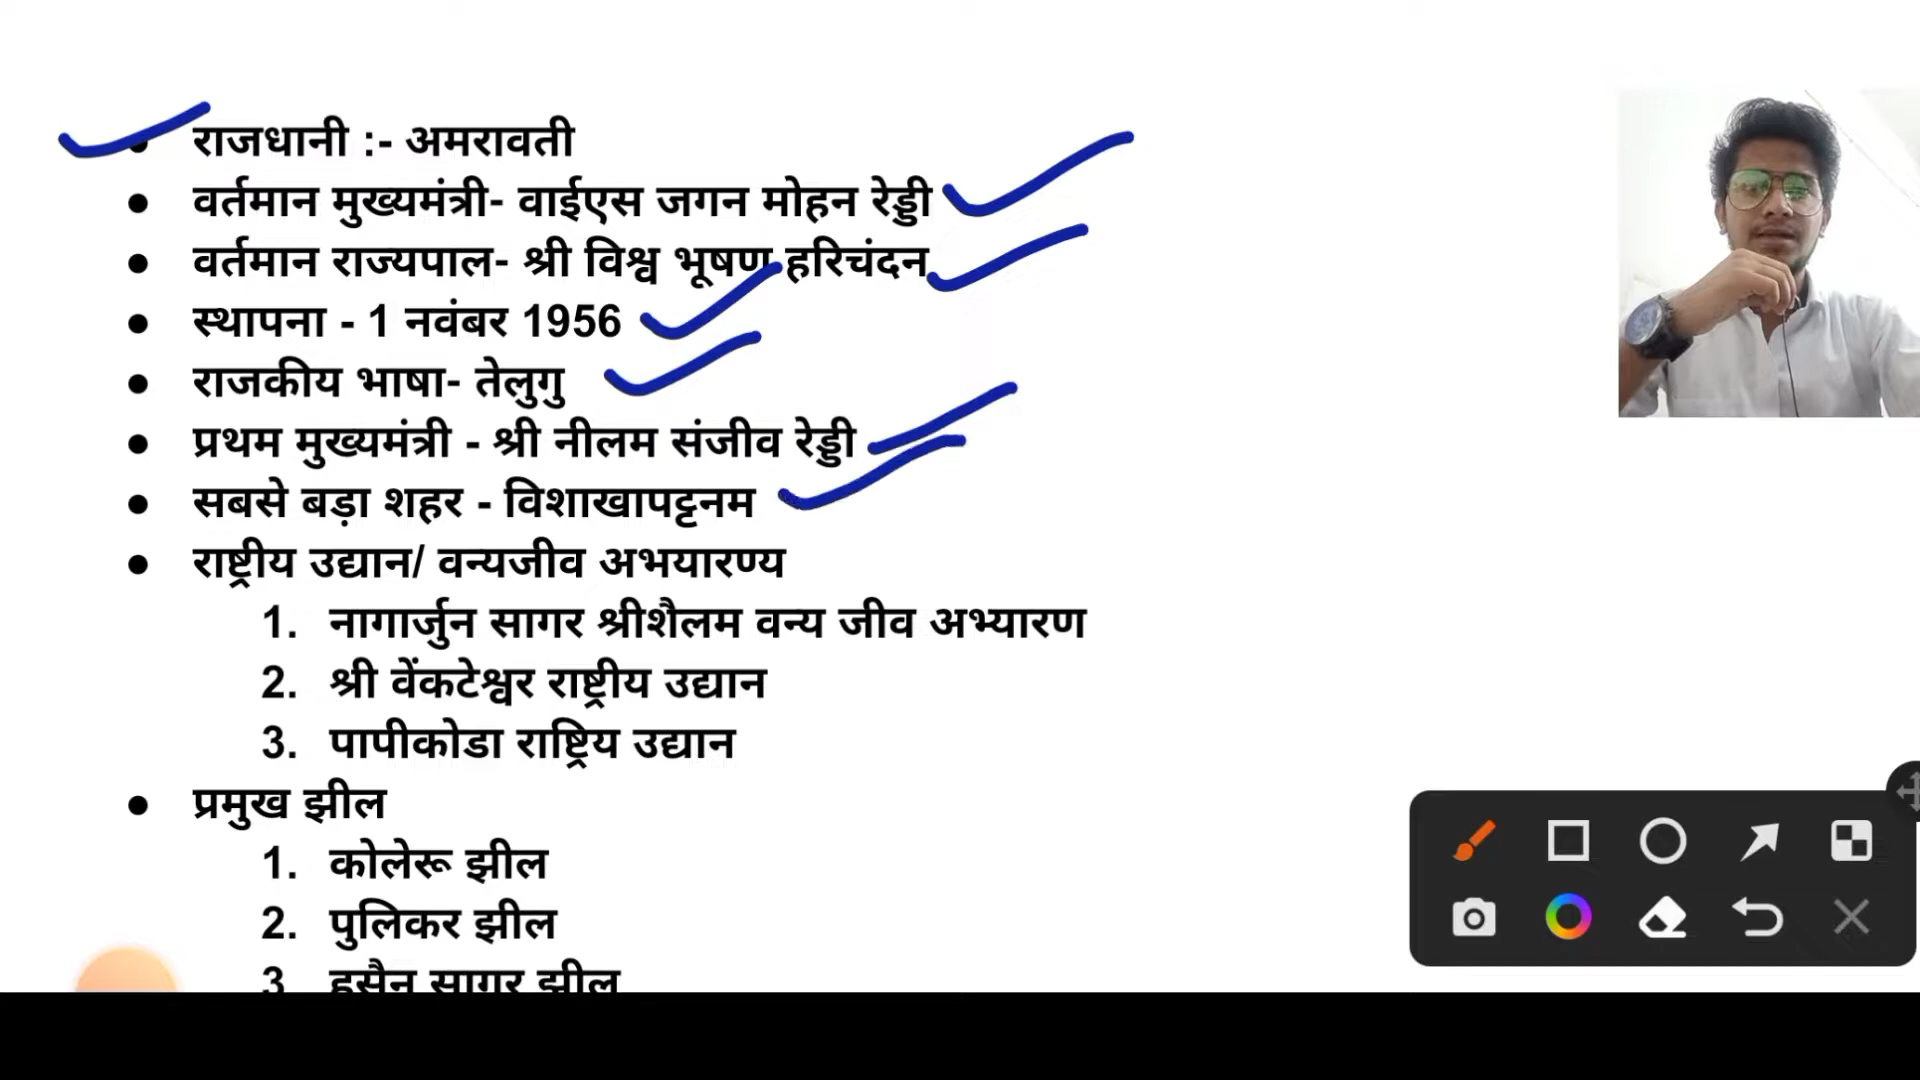 राजधानी :- अमरावती
वर्तमान मुख्यमंत्री- वाईएस जगन मोहन रेड्डी
वर्तमान राज्यपाल- श्री विश्व भूषण हरिचंदन
स्थापना - 1 नवंबर 1956
राजकीय भाषा- तेलुगु
प्रथम मुख्यमंत्री - श्री नीलम संजीव रेड्डी
सबसे बड़ा शहर - विशाखापट्टनम
राष्ट्रीय उद्यान/ वन्यजीव अभयारण्य
1. नागार्जुन सागर श्रीशैलम वन्य जीव अभ्यारण
2. श्री वेंकटेश्वर राष्ट्रीय उद्यान
3. पापीकोडा राष्ट्रिय उद्यान
प्रमुख झील
1. कोलेरू झील
2. पुलिकर झील
3 हुसैन सागर झील